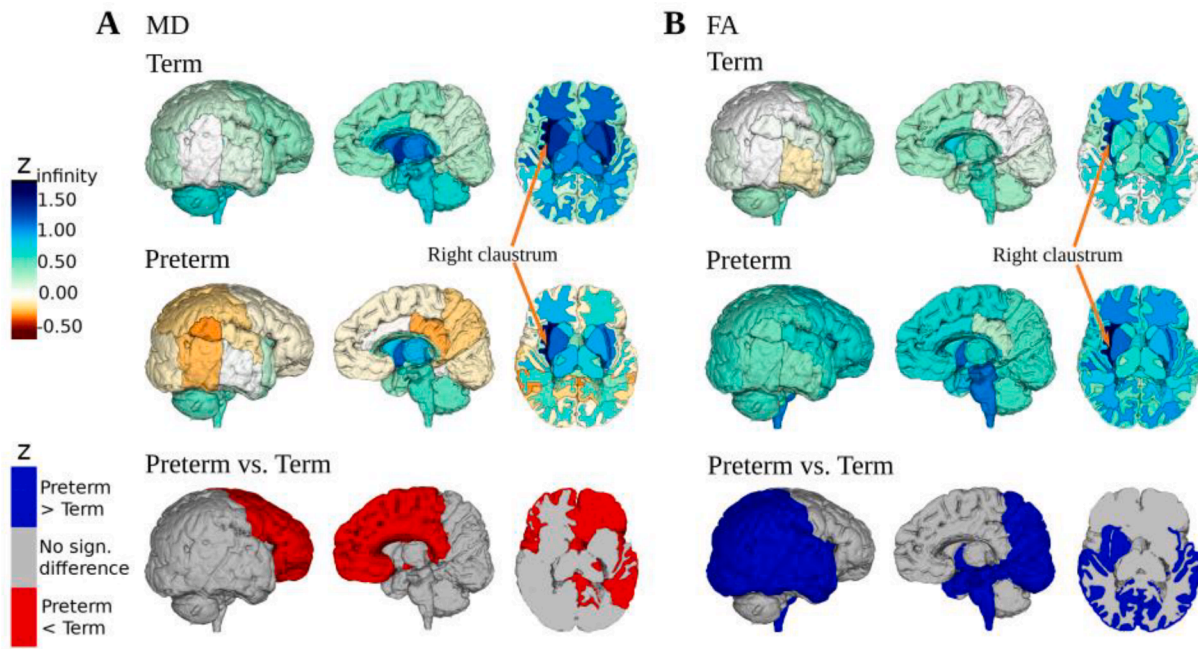 A MD
B FA
Term
Term
Z
infinity
1.50
1.00
0.50
0.00
-0.50
Right claustrum
Right claustrum
Preterm
Preterm
Preterm vs. Term
Preterm vs. Term
Z
Preterm
> Term
No sign.
difference
Preterm
< Term